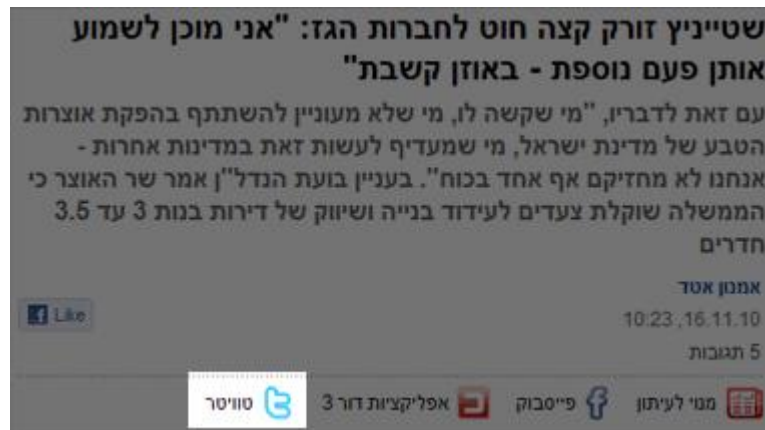 שטייניץ זורק קצה חוט לחברות הגז: "אני מוכן לשמוע
אותן פעם נוספת - באוזן קשבת"
עם זאת לדבריו, "מי שקשה לו, מי שלא מעוניין להשתתף בהפקת אוצרות
הטבע של מדינת ישראל, מי שמעדיף לעשות זאת במדינות אחרות -
אנחנו לא מחזיקם אף אחד בכוח". בעניין בועת הנדל"ן אמר שר האוצר כי
הממשלה שוקלת צעדים לעידוד בנייה ושיווק של דירות בנות 3 עד 3.5
חדרים
אמנון אטד
Like
10:23 ,16.11.10
5 תגובות
מנוי לעיתון פייסבוק אפליקציות דור 3 טוויטר